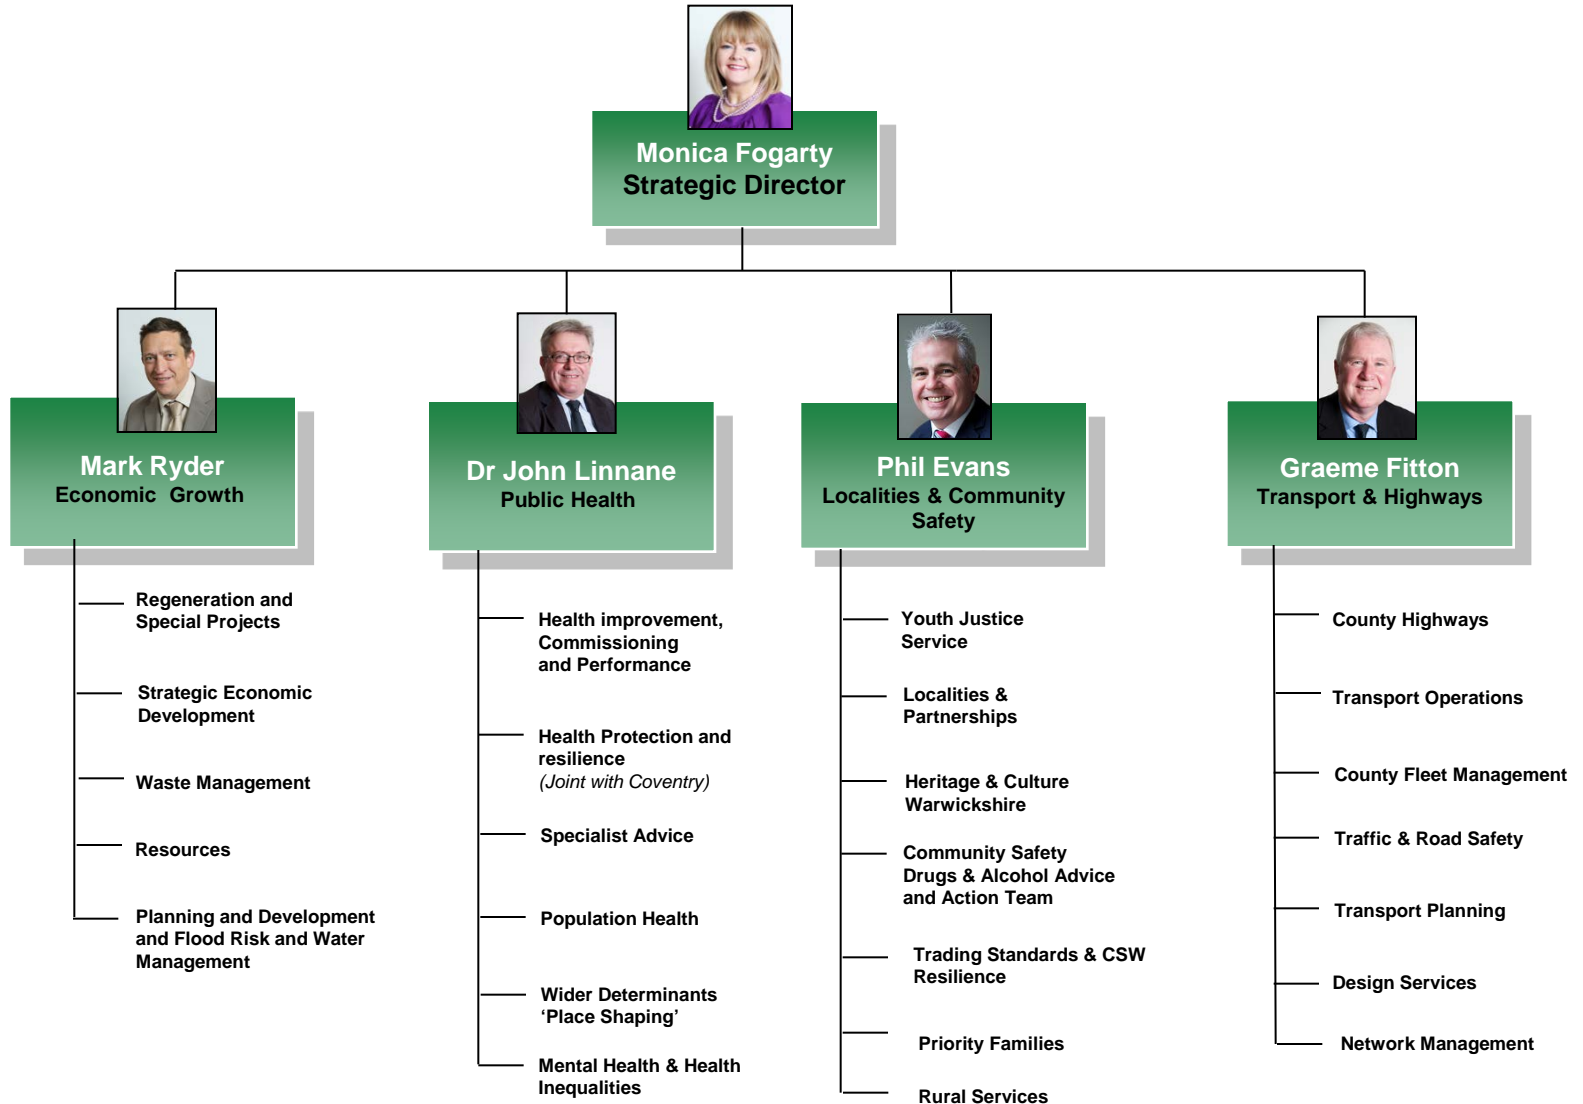 Monica Fogarty
Strategic Director
Mark Ryder
Economic Growth
Regeneration and
Special Projects
Strategic Economic
Development
Waste Management
Resources
Planning and Development
and Flood Risk and Water
Management
Dr John Linnane
Public Health
Health improvement,
Commissioning
and Performance
Health Protection and
resilience
(Joint with Coventry)
Specialist Advice
Population Health
Wider Determinants
‘Place Shaping’
Mental Health & Health
Inequalities
Phil Evans
Localities & Community
Safety
Youth Justice
Service
Localities &
Partnerships
Heritage & Culture
Warwickshire
Community Safety
Drugs & Alcohol Advice
and Action Team
Trading Standards & CSW
Resilience
Priority Families
Rural Services
Graeme Fitton
Transport & Highways
County Highways
Transport Operations
County Fleet Management
Traffic & Road Safety
Transport Planning
Design Services
Network Management